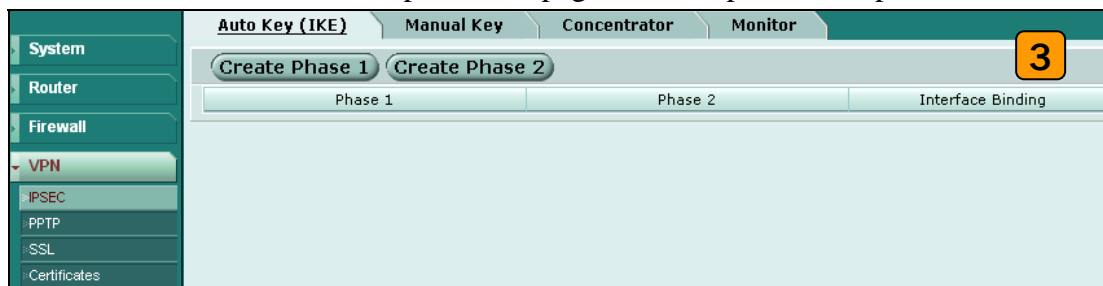 Auto Key (IKE) Manual Key Concentrator Monitor
System
3
Create Phase 1 Create Phase 2
Router
Phase 1 Phase 2 Interface Binding
Firewall
VPN
IPSEC
PPTP
SSL
Certificates